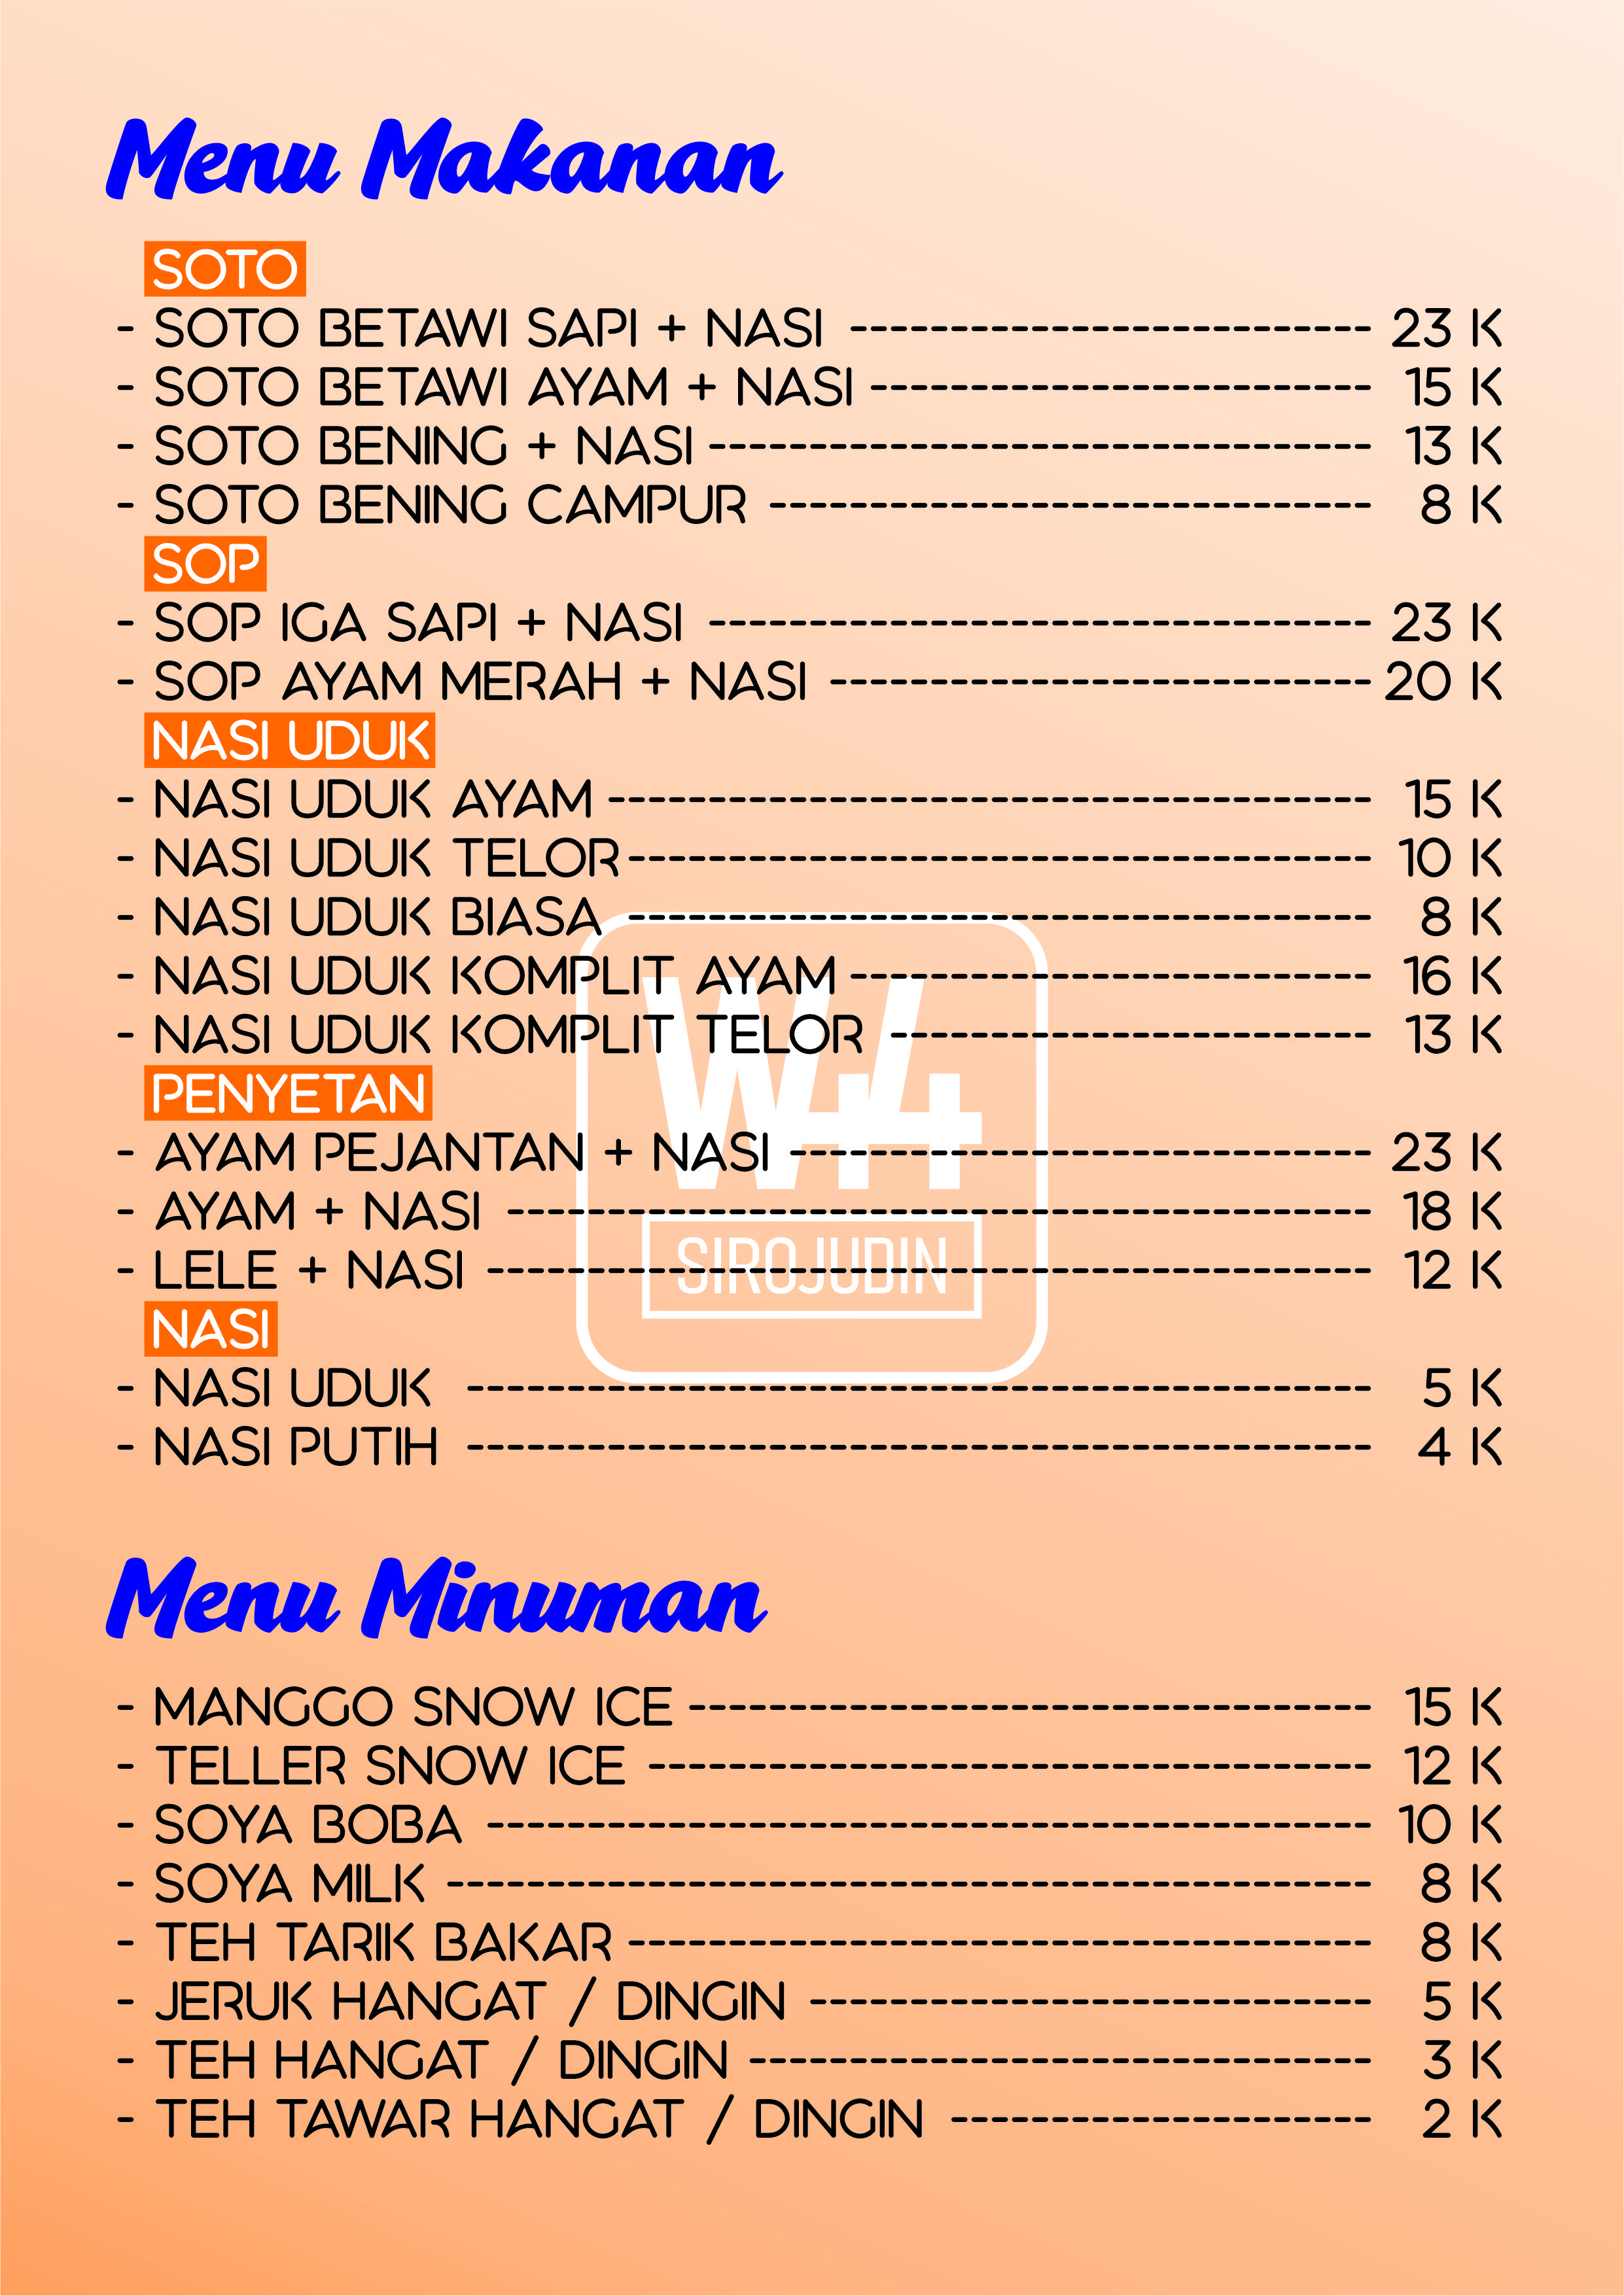 Menu Makanan
SOTO
- SOTO BETAWI SAPI + NASI -------------------------- 23 K
- SOTO BETAWI AYAM + NASI ------------------------- 15 K
- SOTO BENING + NASI --------------------------------- 13 K
- SOTO BENING CAMPUR ------------------------------ 8 K
SOP
- SOP IGA SAPI + NASI --------------------------------- 23 K
- SOP AYAM MERAH + NASI --------------------------- 20 K
NASI UDUK
- NASI UDUK AYAM -------------------------------------- 15 K
- NASI UDUK TELOR ------------------------------------- 10 K
- NASI UDUK BIASA ------------------------------------- 8 K
- NASI UDUK KOMPLIT AYAM -------------------------- 16 K
- NASI UDUK KOMPLIT TELOR ------------------------ 13 K
PENYETAN
- AYAM PEJANTAN + NASI ----------------------------- 23 K
- AYAM + NASI ------------------------------------------- 18 K
- LELE + NASI -------------------------------------------- 12 K
NASI
- NASI UDUK --------------------------------------------- 5 K
- NASI PUTIH --------------------------------------------- 4 K
W44
SIROJUDIN
Menu Minuman
- MANGGO SNOW ICE ---------------------------------- 15 K
- TELLER SNOW ICE ------------------------------------ 12 K
- SOYA BOBA -------------------------------------------- 10 K
- SOYA MILK ---------------------------------------------- 8 K
- TEH TARIK BAKAR ------------------------------------- 8 K
- JERUK HANGAT / DINGIN ---------------------------- 5 K
- TEH HANGAT / DINGIN ------------------------------- 3 K
- TEH TAWAR HANGAT / DINGIN --------------------- 2 K